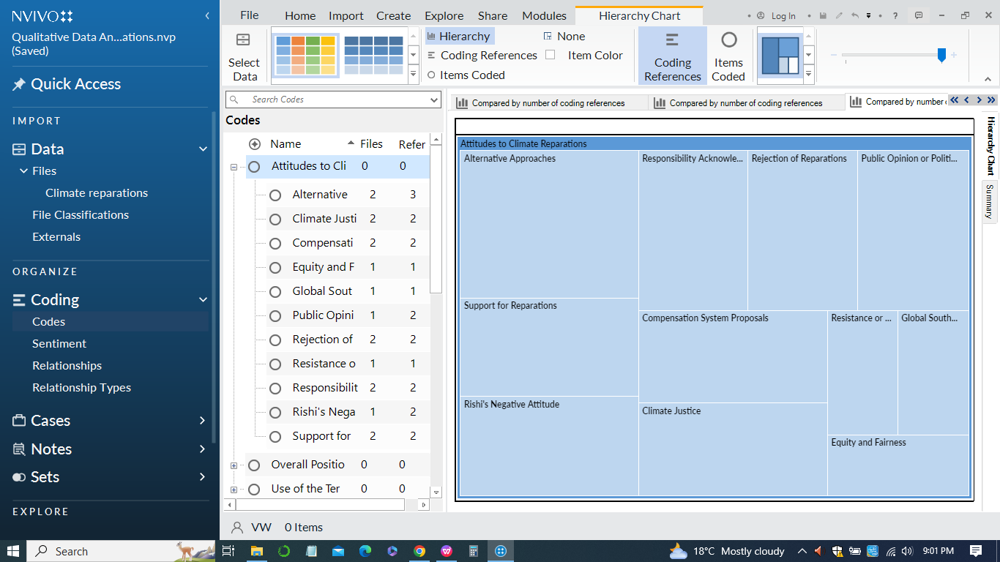 NVIVO
Qualitative Data An...ations.nvp
(Saved)
Quick Access
IMPORT
Data
Files
Climate reparations
File Classifications
Externals
ORGANIZE
Coding
Codes
Sentiment
Relationships
Relationship Types
Cases
Notes
Sets
EXPLORE
File Home Import Create Explore Share Modules Hierarchy Chart Log In ?
Select
Data
Hierarchy
Coding References
Items Coded
None
Item Color
Coding
References
Items
Coded
Search Codes
Codes
Name Files Refer
Attitudes to Cli 0 0
Alternative 2 3
Climate Justi 2 2
Compensati 2 2
Equity and F 1 1
Global Sout 1 1
Public Opini 1 2
Rejection of 2 2
Resistance o 1 1
Responsibilit 2 2
Rishi's Nega 1 2
Support for 2 2
Overall Positio 0 0
Use of the Ter 0 0
Compared by number of coding references
Compared by number of coding references
Compared by number
Attitudes to Climate Reparations
Alternative Approaches
Responsibility Acknowle...
Rejection of Reparations
Public Opinion or Politi...
Support for Reparations
Compensation System Proposals
Resistance or ...
Global South...
Rishi's Negative Attitude
Climate Justice
Equity and Fairness
Hierarchy Chart
Summary
VW 0 Items
Search
18°C Mostly cloudy
9:01 PM